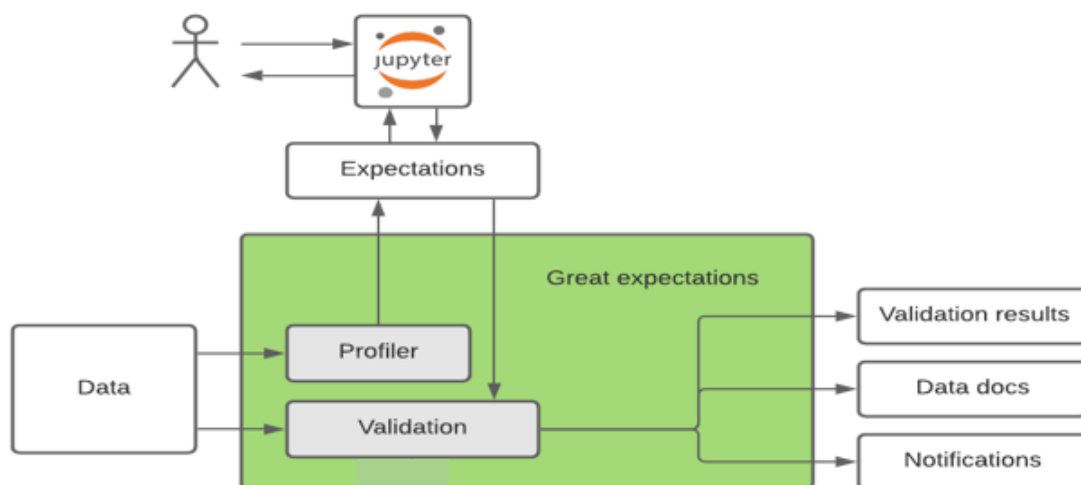 jupyter
Expectations
Great expectations
Validation results
Profiler
Data
Data docs
Validation
Notifications